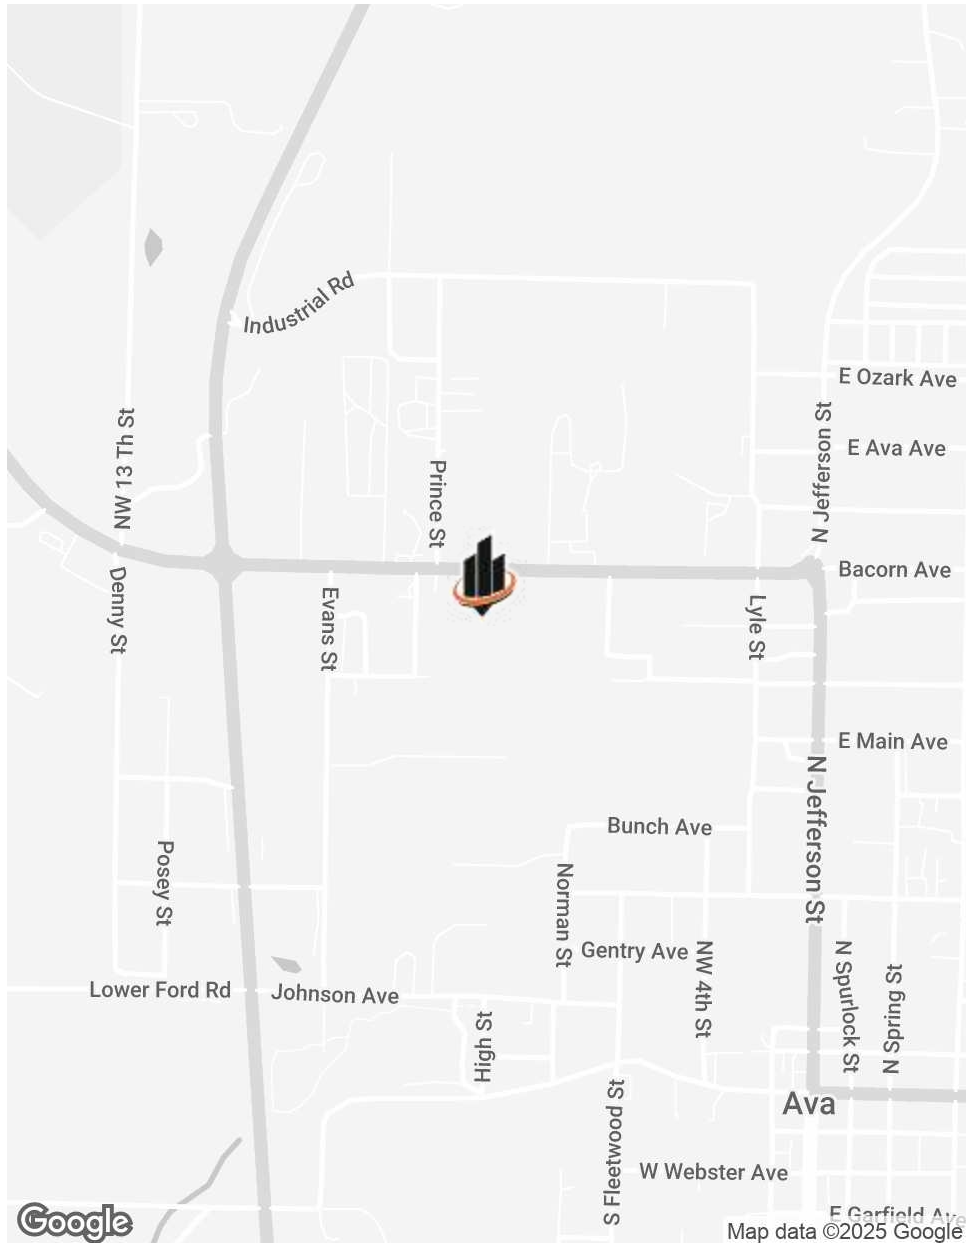 Industrial Rd
E Ozark Ave
N Jefferson St
NW 13 Th St
E Ava Ave
Prince St
Bacorn Ave
Denny St
Evans St
Lyle St
E Main Ave
N Jefferson St
Bunch Ave
Posey St
Norman St
Gentry Ave
NW 4th St
N Spurlock St
N Spring St
Lower Ford Rd
Johnson Ave
High St
Ava
S Fleetwood St
W Webster Ave
E Garfield Ave
Google
Map data ©2025 Google